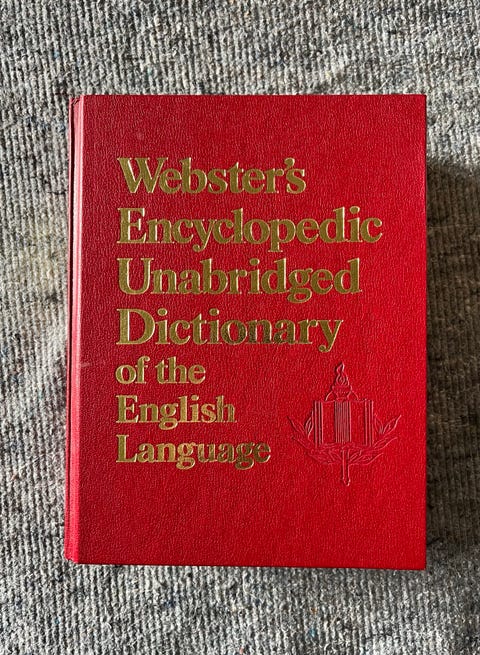 Webster's
Encyclopedic
Unabridged
Dictionary
of the
English
Language